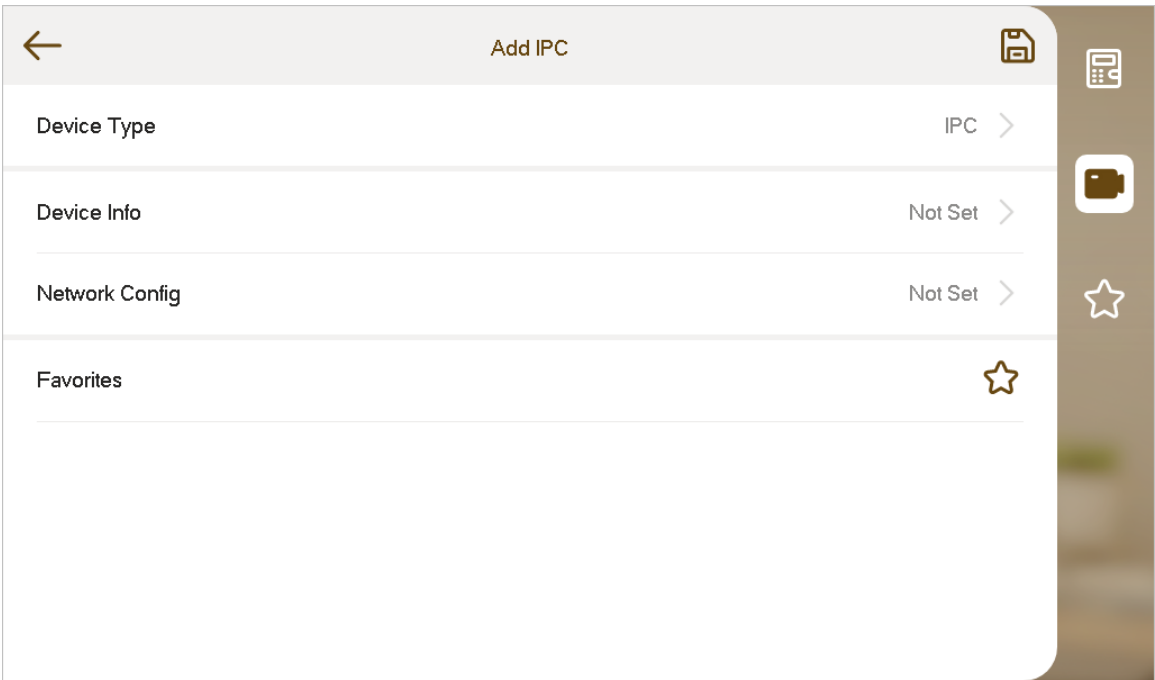 Add IPC
Device Type IPC
Device Info Not Set
Network Config Not Set
Favorites